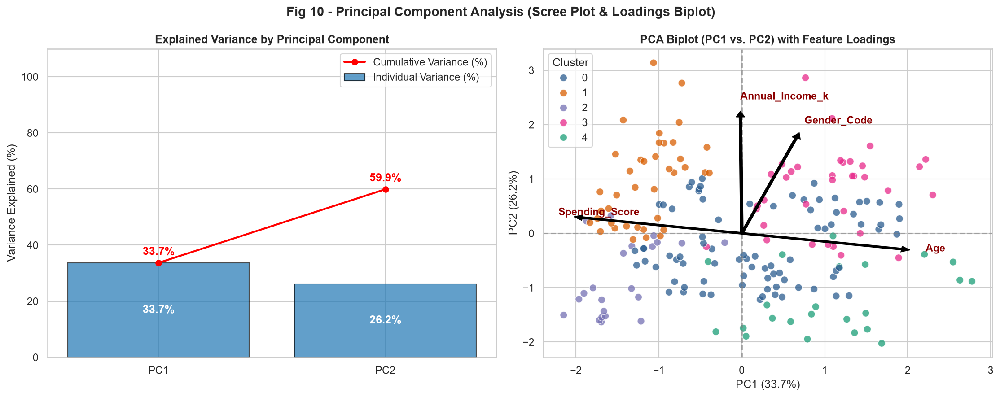 Fig 10 - Principal Component Analysis (Scree Plot & Loadings Biplot)
Explained Variance by Principal Component
Cumulative Variance (%)
Individual Variance (%)
Variance Explained (%)
100
80
60
40
20
0
33.7%
59.9%
33.7%
26.2%
PC1
PC2
PCA Biplot (PC1 vs. PC2) with Feature Loadings
Cluster
0
1
2
3
4
Annual_Income_k
Gender_Code
Spending_Score
Age
PC2 (26.2%)
3
2
1
0
−1
−2
−2
−1
0
1
2
3
PC1 (33.7%)